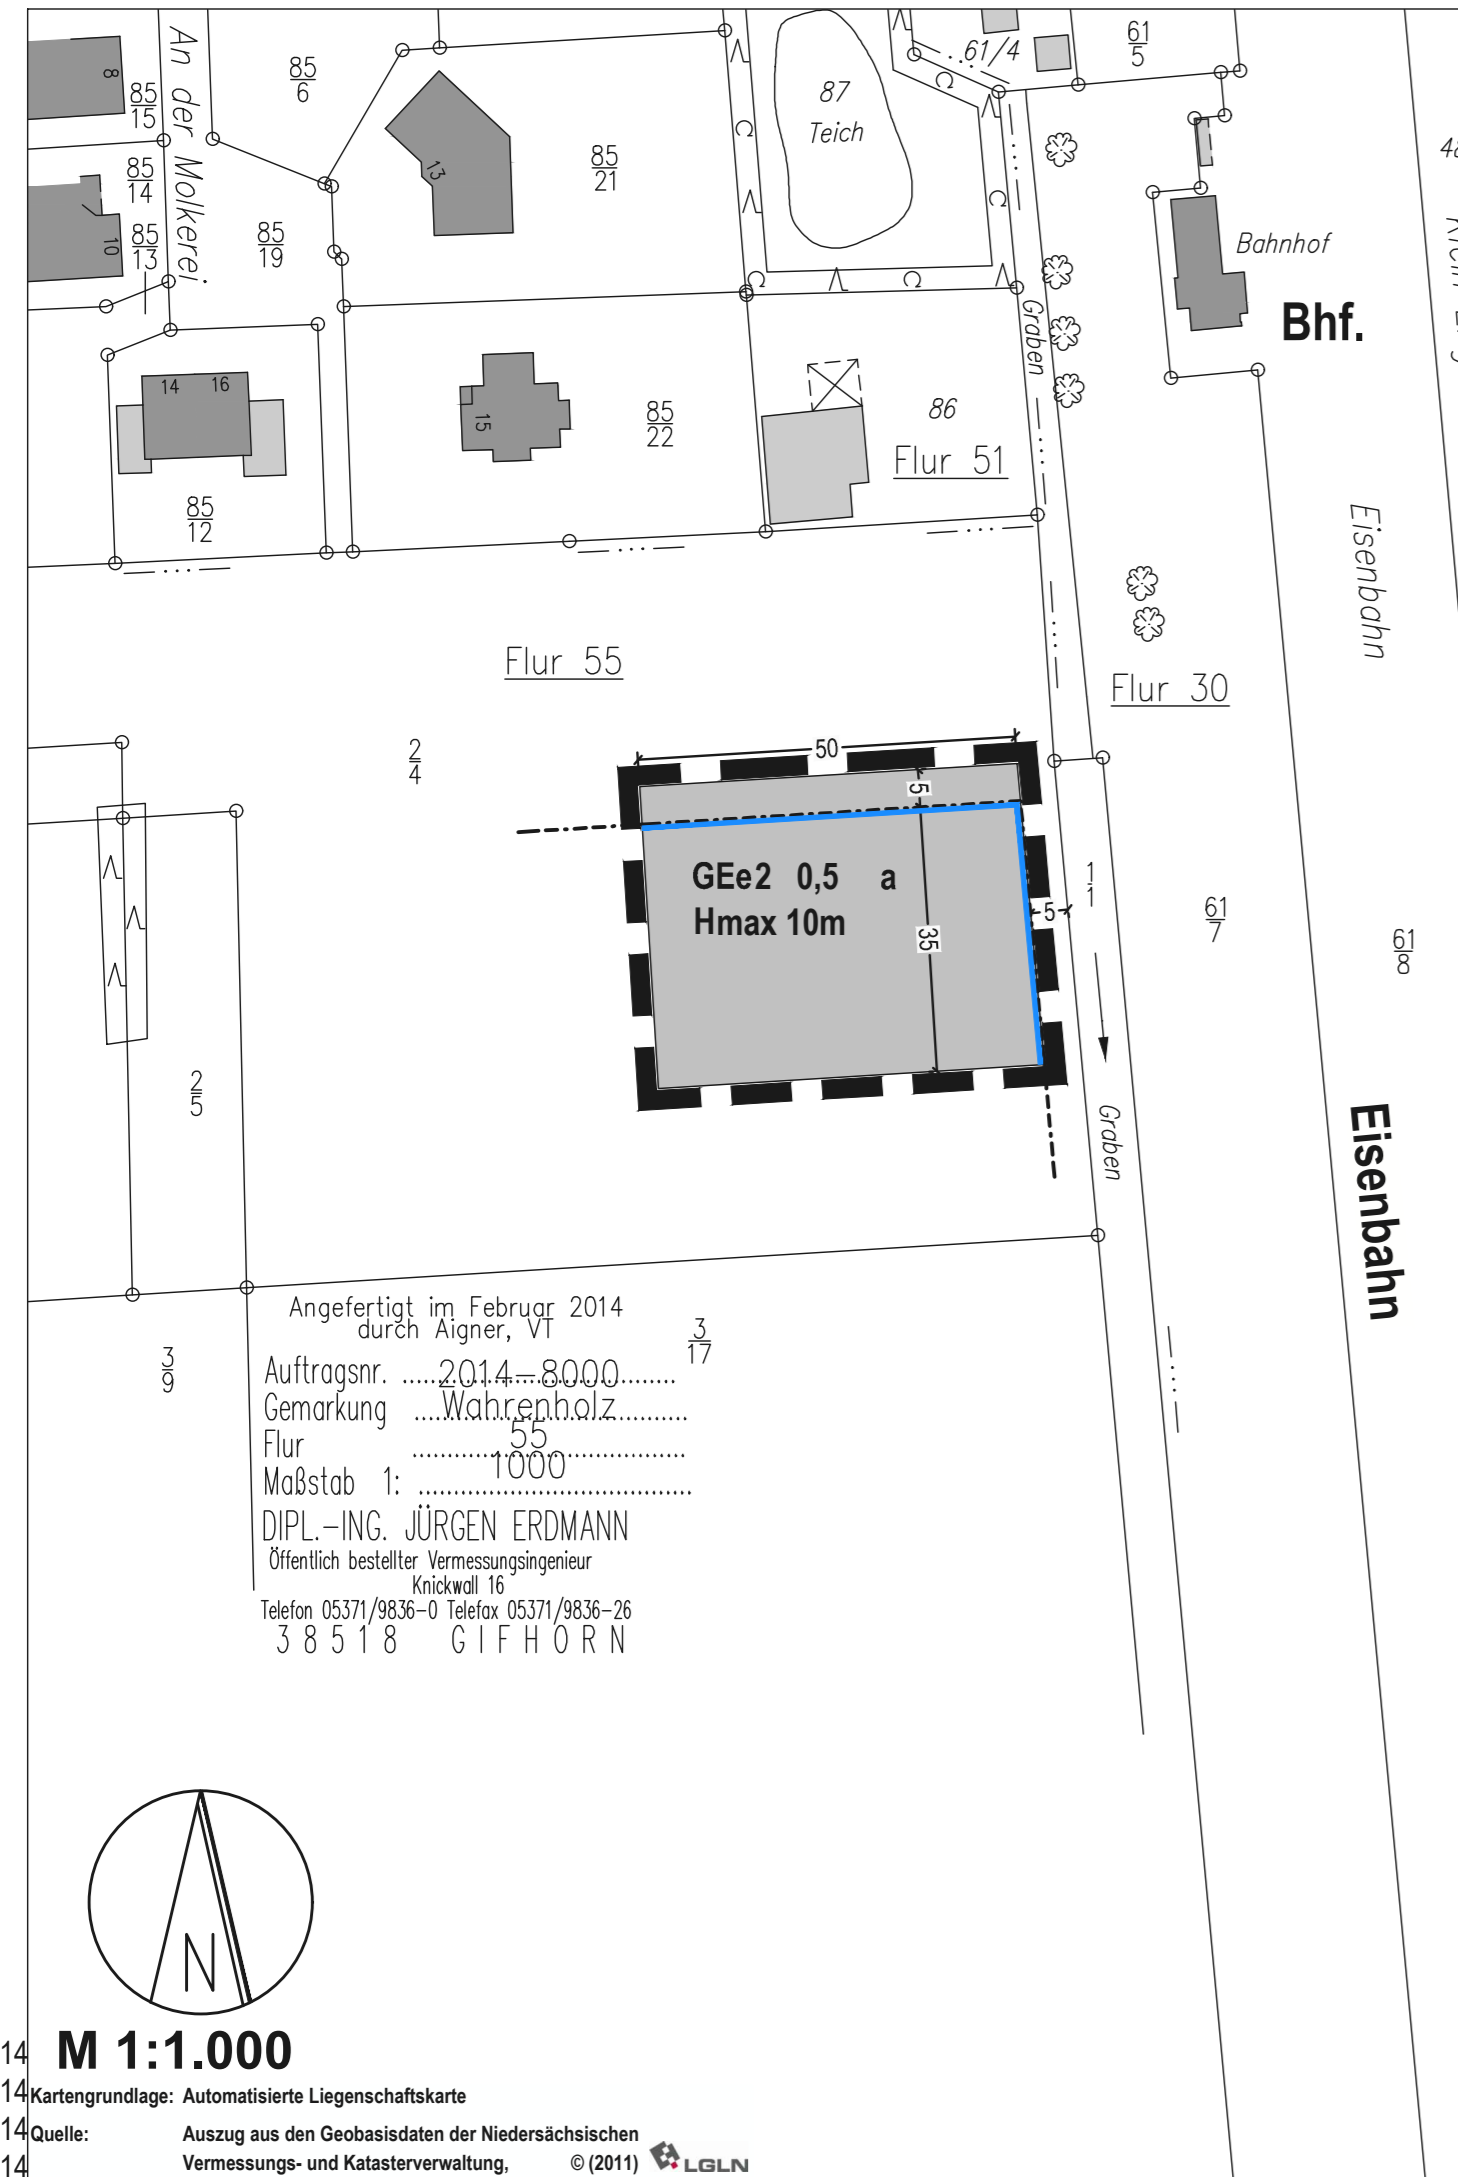 An der Molkerei
8
85
15
85
6
85
14
10
85
13
85
19
13
85
21
87
Teich
61/4
61
5
48
Bahnhof
Bhf.
Graben
14
16
15
85
22
86
Flur 51
85
12
Eisenbahn
Flur 55
Flur 30
2
4
50
5
GEe2 0,5 a
Hmax 10m
35
5
1
1
61
7
61
8
2
5
Graben
Eisenbahn
Angefertigt im Februar 2014
durch Aigner, VT
3
17
3
9
Auftragsnr. 2014-8000
Gemarkung Wahrenholz
Flur 55
Maßstab 1: 1000
DIPL.-ING. JÜRGEN ERDMANN
Öffentlich bestellter Vermessungsingenieur
Knickwall 16
Telefon 05371/9836-0 Telefax 05371/9836-26
38518 GIFHORN
N
14
M 1:1.000
14
Kartengrundlage: Automatisierte Liegenschaftskarte
14
Quelle: Auszug aus den Geobasisdaten der Niedersächsischen
14
Vermessungs- und Katasterverwaltung, © (2011) LGLN